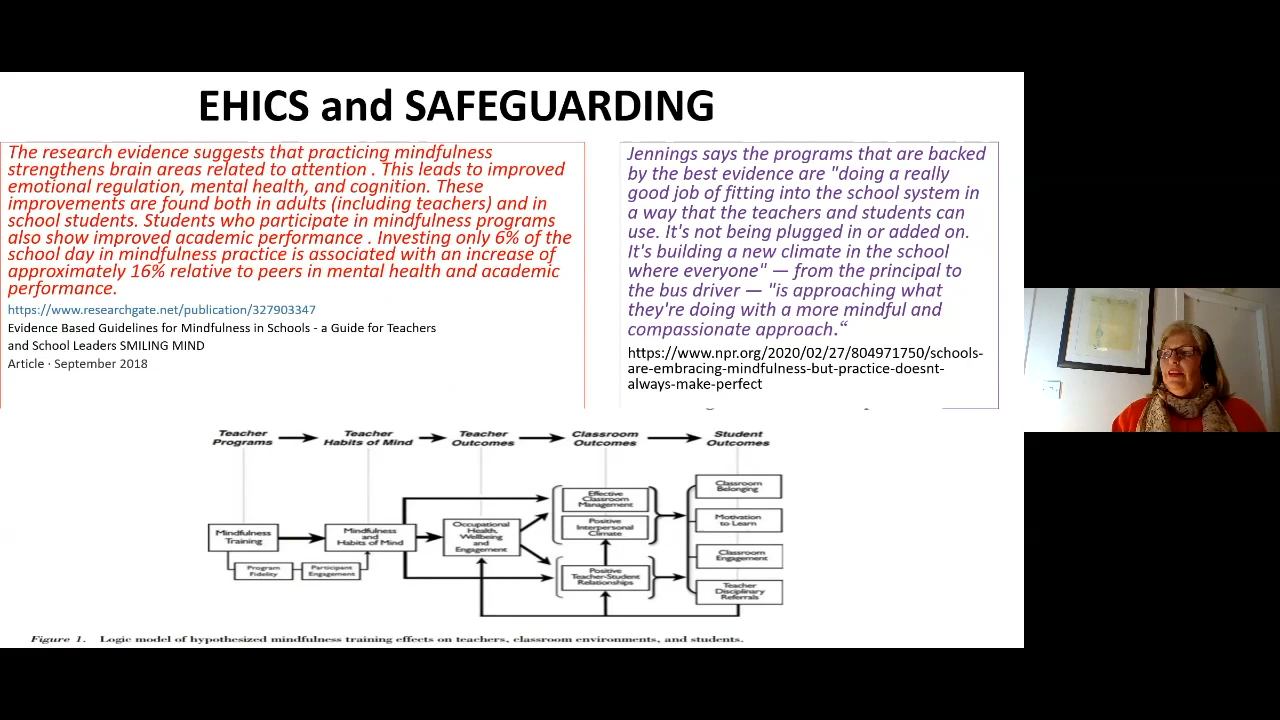 EHICS and SAFEGUARDING
The research evidence suggests that practicing mindfulness
strengthens brain areas related to attention . This leads to improved
emotional regulation, mental health, and cognition. These
improvements are found both in adults (including teachers) and in
school students. Students who participate in mindfulness programs
also show improved academic performance . Investing only 6% of the
school day in mindfulness practice is associated with an increase of
approximately 16% relative to peers in mental health and academic
performance.
https://www.researchgate.net/publication/327903347
Evidence Based Guidelines for Mindfulness in Schools - a Guide for Teachers
and School Leaders SMILING MIND
Article · September 2018
Jennings says the programs that are backed
by the best evidence are "doing a really
good job of fitting into the school system in
a way that the teachers and students can
use. It's not being plugged in or added on.
It's building a new climate in the school
where everyone" — from the principal to
the bus driver — "is approaching what
they're doing with a more mindful and
compassionate approach.“
https://www.npr.org/2020/02/27/804971750/schools-
are-embracing-mindfulness-but-practice-doesnt-
always-make-perfect
Teacher
Programs
Teacher
Habits of Mind
Teacher
Outcomes
Classroom
Outcomes
Student
Outcomes
Mindfulness
Training
Program
Fidelity
Participant
Engagement
Mindfulness
and
Habits of Mind
Occupational
Health,
Wellbeing
and
Engagement
Effective
Classroom
Management
Positive
Interpersonal
Climate
Positive
Teacher-Student
Relationships
Classroom
Belonging
Motivation
to Learn
Classroom
Engagement
Teacher
Disciplinary
Referrals
Figure 1. Logic model of hypothesized mindfulness training effects on teachers, classroom environments, and students.